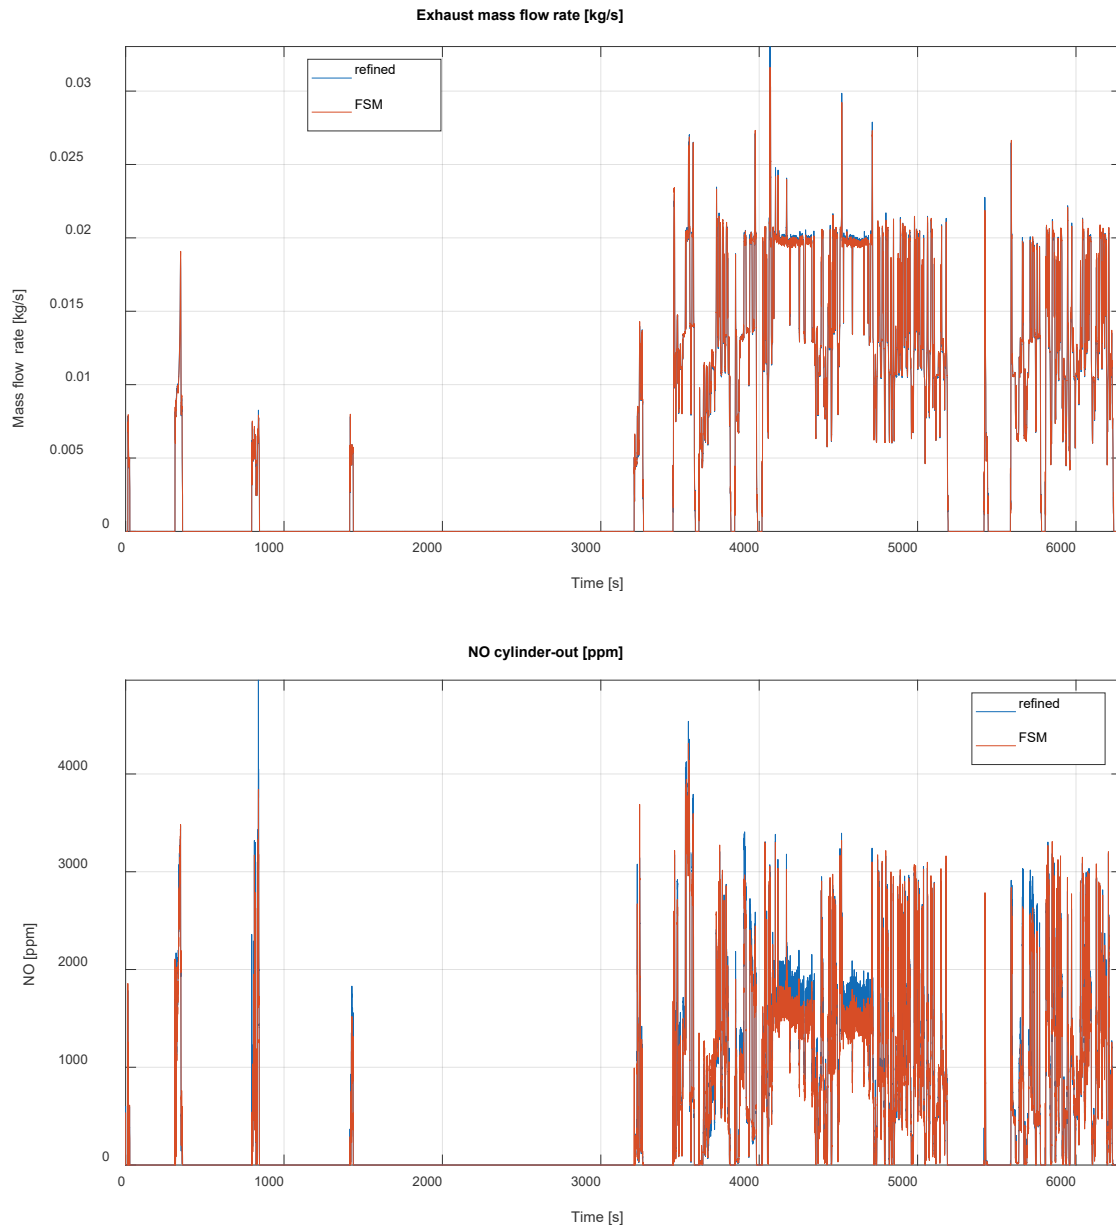 Exhaust mass flow rate [kg/s]
refined
FSM
0.03
0.025
0.02
0.015
0.01
0.005
0
Mass flow rate [kg/s]
0 1000 2000 3000 4000 5000 6000
Time [s]
NO cylinder-out [ppm]
refined
FSM
4000
3000
2000
1000
0
NO [ppm]
0 1000 2000 3000 4000 5000 6000
Time [s]